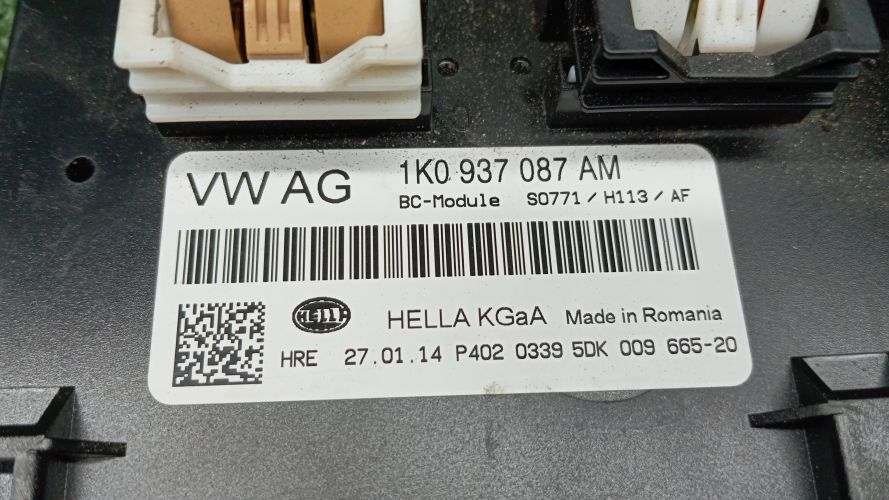 VW AG 1K0 937 087 AM
BC-Module S0771 / H113 / AF
HELLA HELLA KGaA Made in Romania
HRE 27.01.14 P402 0339 5DK 009 665-20